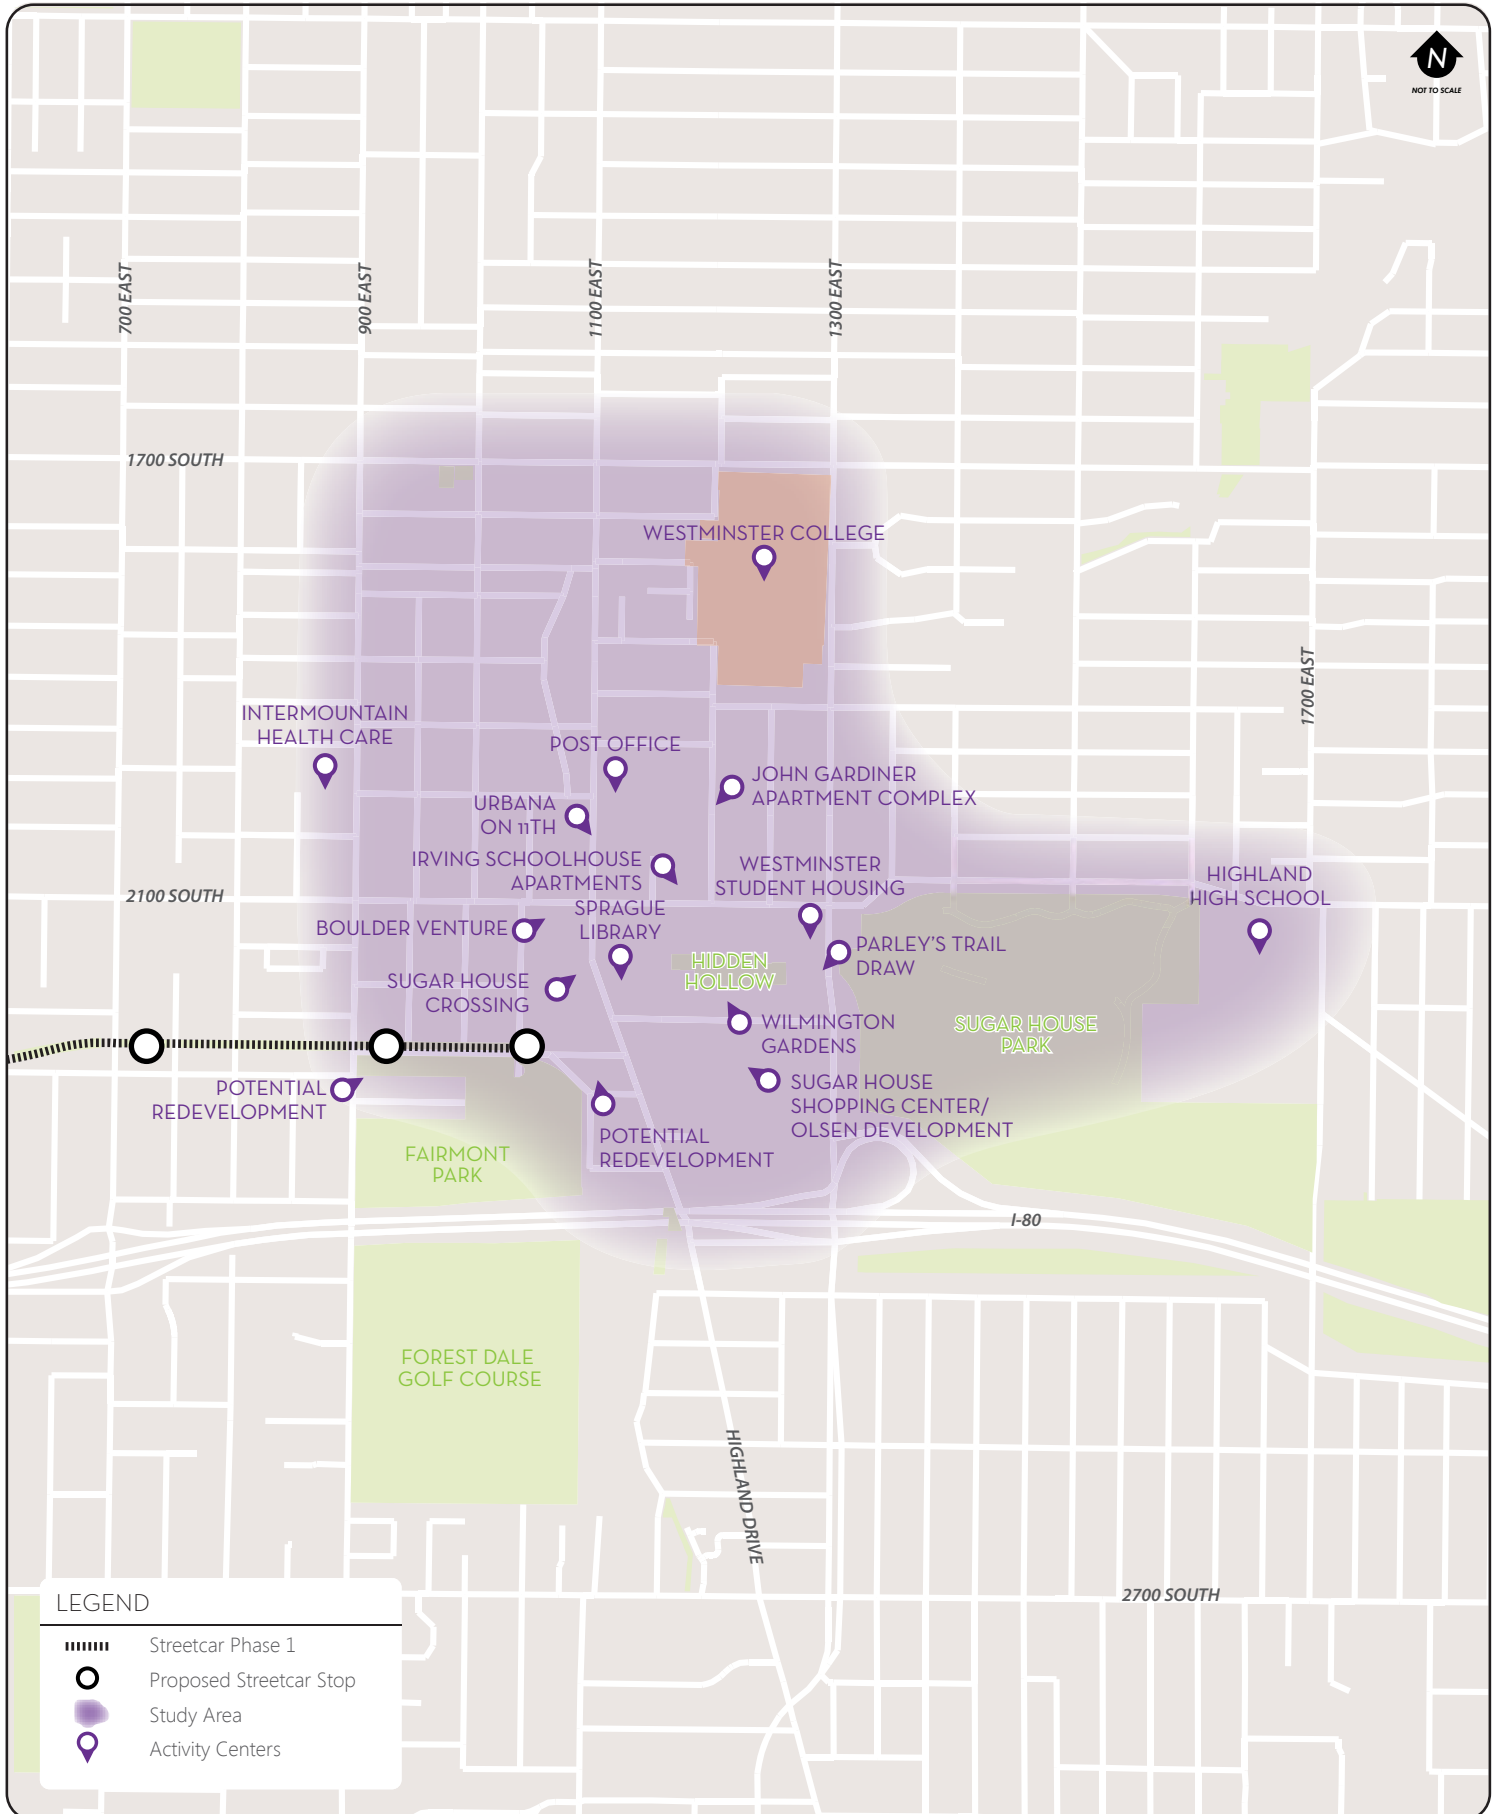 N
NOT TO SCALE
700 EAST
900 EAST
1100 EAST
1300 EAST
1700 SOUTH
WESTMINSTER COLLEGE
1700 EAST
INTERMOUNTAIN
HEALTH CARE
POST OFFICE
JOHN GARDINER
APARTMENT COMPLEX
URBANA
ON 11TH
IRVING SCHOOLHOUSE
APARTMENTS
WESTMINSTER
STUDENT HOUSING
HIGHLAND
HIGH SCHOOL
2100 SOUTH
SPRAGUE
LIBRARY
BOULDER VENTURE
PARLEY'S TRAIL
DRAW
HIDDEN
HOLLOW
SUGAR HOUSE
CROSSING
WILMINGTON
GARDENS
SUGAR HOUSE
PARK
POTENTIAL
REDEVELOPMENT
SUGAR HOUSE
SHOPPING CENTER/
OLSEN DEVELOPMENT
POTENTIAL
REDEVELOPMENT
FAIRMONT
PARK
I-80
FOREST DALE
GOLF COURSE
HIGHLAND DRIVE
2700 SOUTH
LEGEND
Streetcar Phase 1
Proposed Streetcar Stop
Study Area
Activity Centers